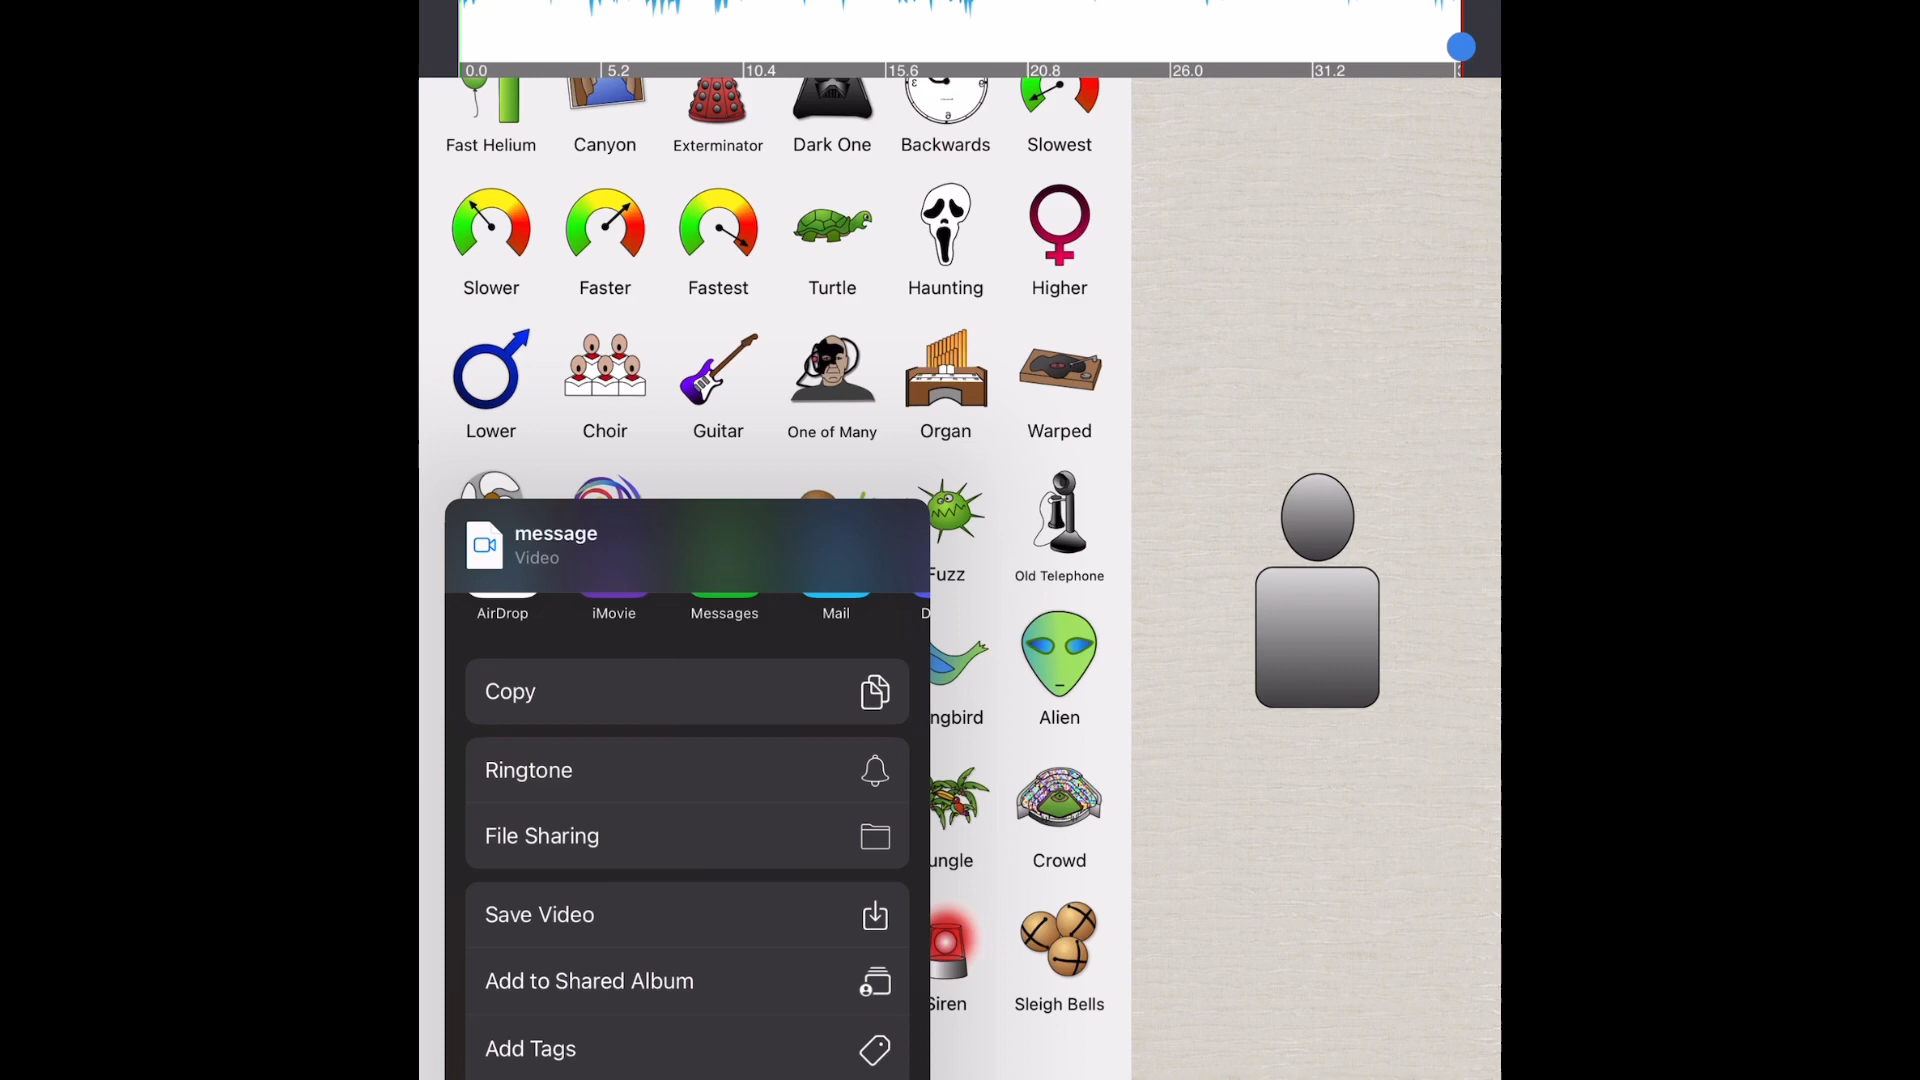 0.0 5.2 10.4 15.6 20.8 26.0 31.2
Fast Helium Canyon Exterminator Dark One Backwards Slowest
Slower Faster Fastest Turtle Haunting Higher
Lower Choir Guitar One of Many Organ Warped
message
Video
Fuzz Old Telephone
AirDrop iMovie Messages Mail D
Copy
ngbird Alien
Ringtone
File Sharing
ungle Crowd
Save Video
Add to Shared Album
Siren Sleigh Bells
Add Tags